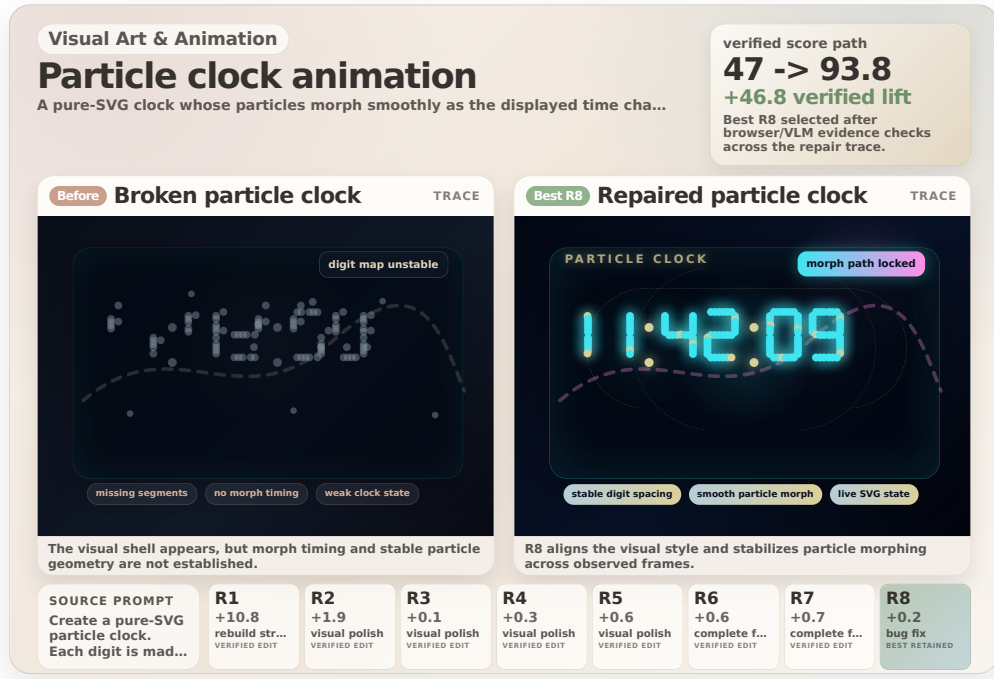 Visual Art & Animation
Particle clock animation
A pure-SVG clock whose particles morph smoothly as the displayed time cha...
verified score path
47 -> 93.8
+46.8 verified lift
Best R8 selected after
browser/VLM evidence checks
across the repair trace.
Before Broken particle clock TRACE
digit map unstable
missing segments no morph timing weak clock state
The visual shell appears, but morph timing and stable particle
geometry are not established.
Best R8 Repaired particle clock TRACE
PARTICLE CLOCK
morph path locked
11:42:09
stable digit spacing smooth particle morph live SVG state
R8 aligns the visual style and stabilizes particle morphing
across observed frames.
SOURCE PROMPT
Create a pure-SVG
particle clock.
Each digit is mad...
R1
+10.8
rebuild str...
VERIFIED EDIT
R2
+1.9
visual polish
VERIFIED EDIT
R3
+0.1
visual polish
VERIFIED EDIT
R4
+0.3
visual polish
VERIFIED EDIT
R5
+0.6
visual polish
VERIFIED EDIT
R6
+0.6
complete f...
VERIFIED EDIT
R7
+0.7
complete f...
VERIFIED EDIT
R8
+0.2
bug fix
BEST RETAINED